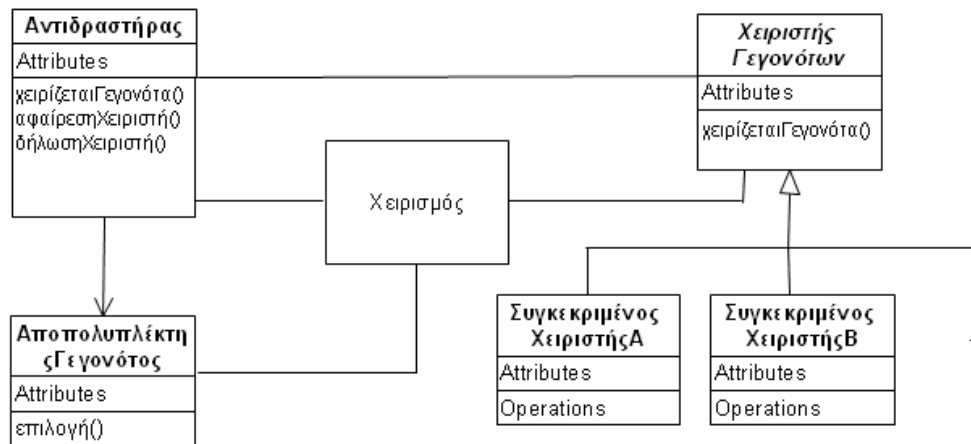 Αντιδραστήρας
Attributes
χειρίζεταιΓεγονότα()
αφαίρεσηΧειριστή()
δήλωσηΧειριστή()
Χειριστής
Γεγονότων
Attributes
χειρίζεταιΓεγονότα()
Χειρισμός
Αποπολυπλέκτη
ςΓεγονότος
Attributes
επιλογή()
Συγκεκριμένος
ΧειριστήςΑ
Attributes
Operations
Συγκεκριμένος
ΧειριστήςΒ
Attributes
Operations